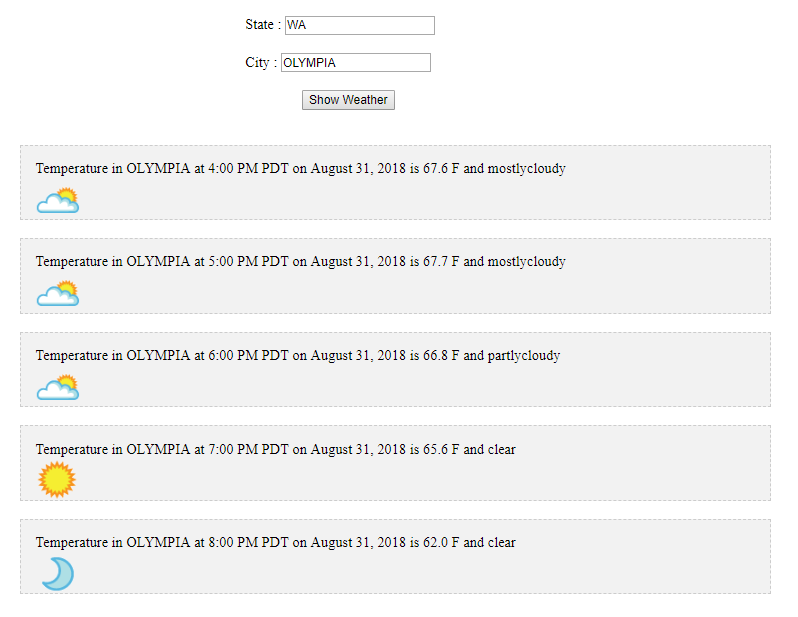 State : WA
City : OLYMPIA
Show Weather
Temperature in OLYMPIA at 4:00 PM PDT on August 31, 2018 is 67.6 F and mostlycloudy
Temperature in OLYMPIA at 5:00 PM PDT on August 31, 2018 is 67.7 F and mostlycloudy
Temperature in OLYMPIA at 6:00 PM PDT on August 31, 2018 is 66.8 F and partlycloudy
Temperature in OLYMPIA at 7:00 PM PDT on August 31, 2018 is 65.6 F and clear
Temperature in OLYMPIA at 8:00 PM PDT on August 31, 2018 is 62.0 F and clear